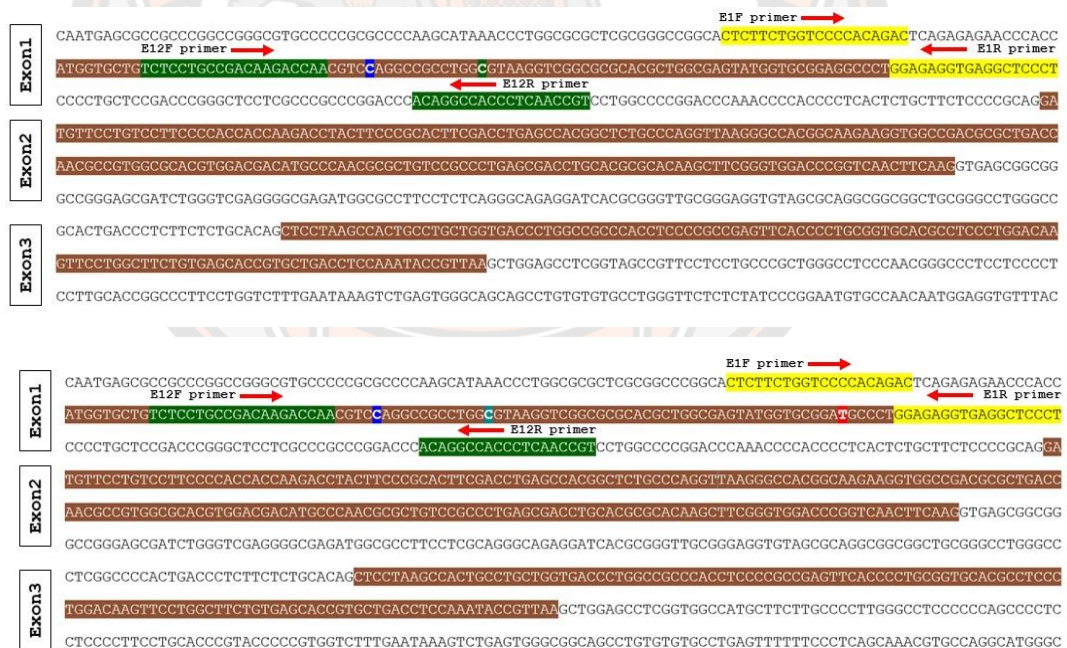 E1F primer
CAATGAGCGCCGCCCGGCCGGGCGTGCCCCCGCGCCCCAAGCATAAACCCTGGCGCGCTCGCGGGCCGGCACTCTTCTGGTCCCCACAGACTCAGAGAGAACCCACC
Exon1
E12F primer
E1R primer
ATGGTGCTGTCTCCTGCCGACAAGACCAACGTCCAGGCCGCCTGGCGTAAGGTCGGCGCGCACGCTGGCGAGTATGGTGCGGAGGCCCTGGAGAGGTGAGGCTCCCT
E12R primer
CCCCTGCTCCGACCCGGGCTCCTCGCCCGCCCGGACCCACAGGCCACCCTCAACCGTCCTGGCCCCGGACCCAAACCCCACCCCTCACTCTGCTTCTCCCCGCAGGA
Exon2
TGTTCCTGTCCTTCCCCACCACCAAGACCTACTTCCCGCACTTCGACCTGAGCCACGGCTCTGCCCAGGTTAAGGGCCACGGCAAGAAGGTGGCCGACGCGCTGACC
AACGCCGTGGCGCACGTGGACGACATGCCCAACGCGCTGTCCGCCCTGAGCGACCTGCACGCGCACAAGCTTCGGGTGGACCCGGTCAACTTCAAGGTGAGCGGCGG
GCCGGGAGCGATCTGGGTCGAGGGGCGAGATGGCGCCTTCCTCTCAGGGCAGAGGATCACGCGGGTTGCGGGAGGTGTAGCGCAGGCGGCGGCTGCGGGCCTGGGCC
Exon3
GCACTGACCCTCTTCTCTGCACAGCTCCTAAGCCACTGCCTGCTGGTGACCCTGGCCGCCCACCTCCCCGCCGAGTTCACCCCTGCGGTGCACGCCTCCCTGGACAA
GTTCCTGGCTTCTGTGAGCACCGTGCTGACCTCCAAATACCGTTAAGCTGGAGCCTCGGTAGCCGTTCCTCCTGCCCGCTGGGCCTCCCAACGGGCCCTCCTCCCCT
CCTTGCACCGGCCCTTCCTGGTCTTTGAATAAAGTCTGAGTGGGCAGCAGCCTGTGTGTGCCTGGGTTCTCTCTATCCCGGAATGTGCCAACAATGGAGGTGTTTAC
E1F primer
CAATGAGCGCCGCCCGGCCGGGCGTGCCCCCGCGCCCCAAGCATAAACCCTGGCGCGCTCGCGGCCCGGCACTCTTCTGGTCCCCACAGACTCAGAGAGAACCCACC
Exon1
E12F primer
E1R primer
ATGGTGCTGTCTCCTGCCGACAAGACCAACGTCCAGGCCGCCTGGCGTAAGGTCGGCGCGCACGCTGGCGAGTATGGTGCGGATGCCCTGGAGAGGTGAGGCTCCCT
E12R primer
CCCCTGCTCCGACCCGGGCTCCTCGCCCGCCCGGACCCACAGGCCACCCTCAACCGTCCTGGCCCCGGACCCAAACCCCACCCCTCACTCTGCTTCTCCCCGCAGGA
Exon2
TGTTCCTGTCCTTCCCCACCACCAAGACCTACTTCCCGCACTTCGACCTGAGCCACGGCTCTGCCCAGGTTAAGGGCCACGGCAAGAAGGTGGCCGACGCGCTGACC
AACGCCGTGGCGCACGTGGACGACATGCCCAACGCGCTGTCCGCCCTGAGCGACCTGCACGCGCACAAGCTTCGGGTGGACCCGGTCAACTTCAAGGTGAGCGGCGG
GCCGGGAGCGATCTGGGTCGAGGGGCGAGATGGCGCCTTCCTCGCAGGGCAGAGGATCACGCGGGTTGCGGGAGGTGTAGCGCAGGCGGCGGCTGCGGGCCTGGGCC
Exon3
CTCGGCCCCACTGACCCTCTTCTCTGCACAGCTCCTAAGCCACTGCCTGCTGGTGACCCTGGCCGCCCACCTCCCCGCCGAGTTCACCCCTGCGGTGCACGCCTCCC
TGGACAAGTTCCTGGCTTCTGTGAGCACCGTGCTGACCTCCAAATACCGTTAAGCTGGAGCCTCGGTGGCCATGCTTCTTGCCCCTTGGGCCTCCCCCCAGCCCCTC
CTCCCCTTCCTGCACCCGTACCCCCGTGGTCTTTGAATAAAGTCTGAGTGGGCGGCAGCCTGTGTGTGCCTGAGTTTTTTCCCTCAGCAAACGTGCCAGGCATGGGC